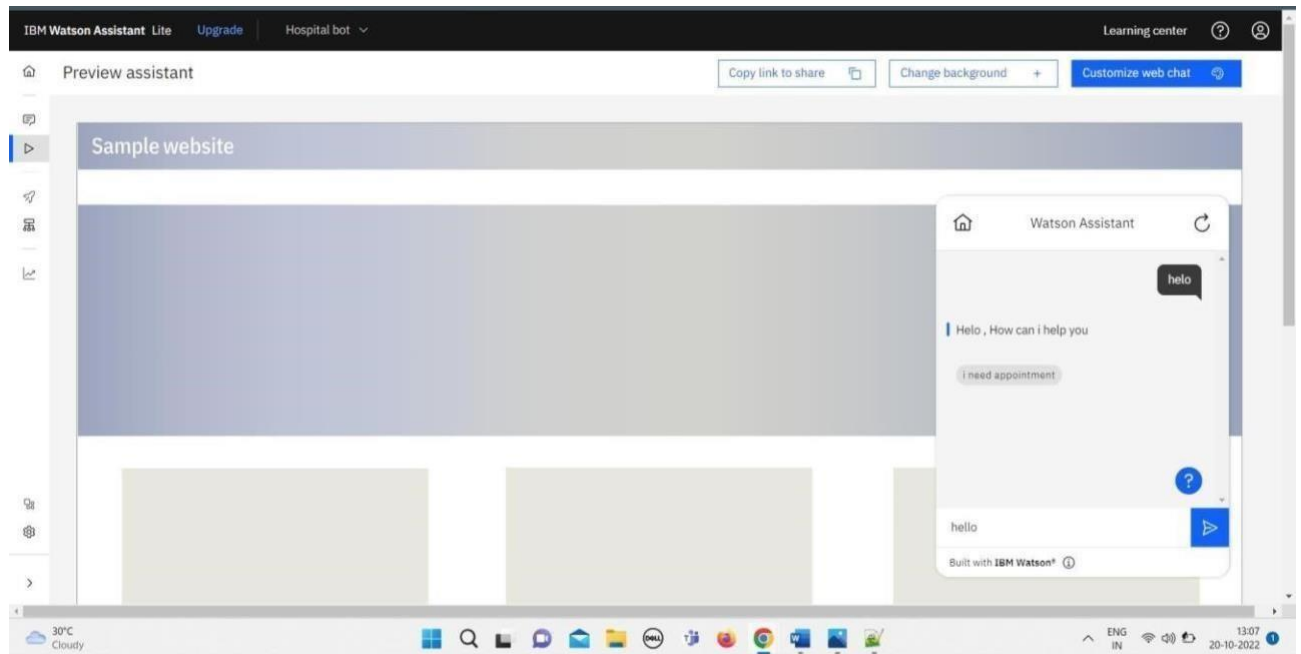 IBM Watson Assistant Lite Upgrade Hospital bot Learning center
Preview assistant Copy link to share Change background + Customize web chat
Sample website
Watson Assistant
helo
Helo , How can i help you
i need appointment
hello
Built with IBM Watson®
30°C
Cloudy
DELL
ENG
IN
13:07
20-10-2022
1